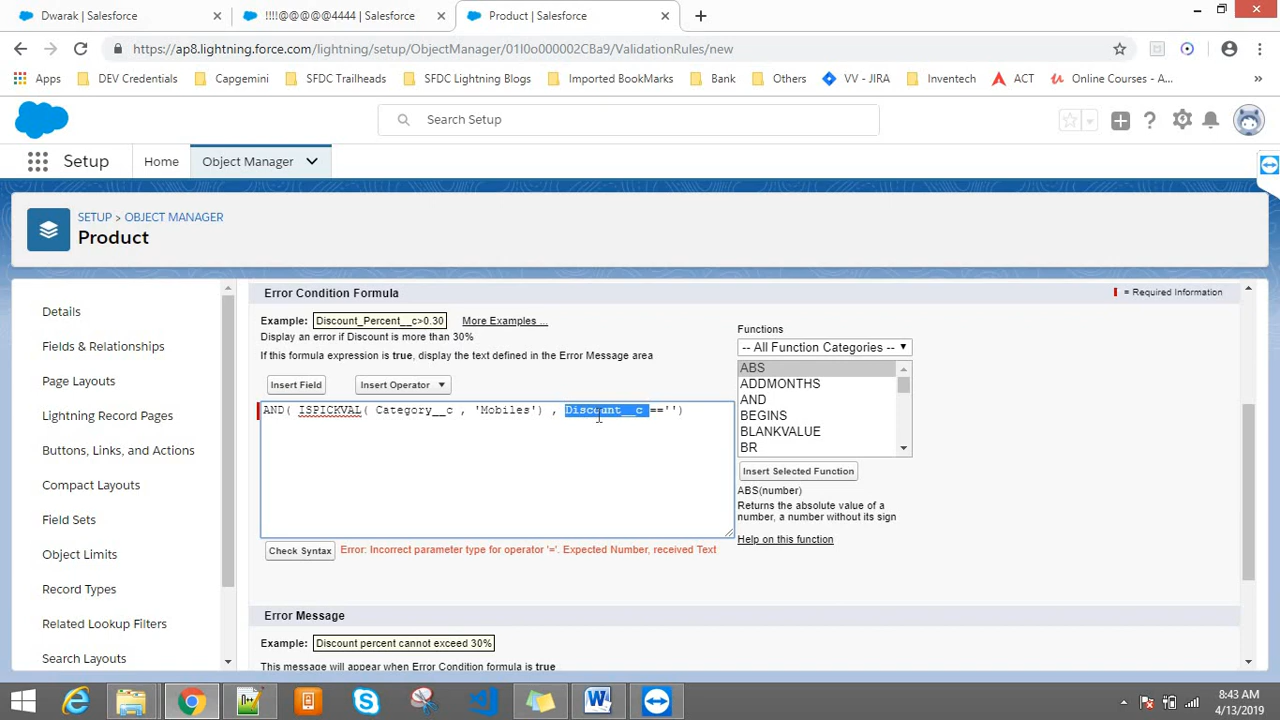 Dwarak | Salesforce
!!!!@@@@@4444 | Salesforce
Product | Salesforce
https://ap8.lightning.force.com/lightning/setup/ObjectManager/01I0o000002CBa9/ValidationRules/new
Apps
DEV Credentials
Capgemini
SFDC Trailheads
SFDC Lightning Blogs
Imported BookMarks
Bank
Others
VV - JIRA
Inventech
ACT
Online Courses - A...
»
Search Setup
Setup
Home
Object Manager
SETUP > OBJECT MANAGER
Product
Details
Fields & Relationships
Page Layouts
Lightning Record Pages
Buttons, Links, and Actions
Compact Layouts
Field Sets
Object Limits
Record Types
Related Lookup Filters
Search Layouts
Error Condition Formula
= Required Information
Example: Discount_Percent__c>0.30 More Examples ...
Display an error if Discount is more than 30%
If this formula expression is true, display the text defined in the Error Message area
Insert Field
Insert Operator
AND( ISPICKVAL( Category__c , 'Mobiles') , Discount__c =='')
Check Syntax
Error: Incorrect parameter type for operator '='. Expected Number, received Text
Functions
-- All Function Categories --
ABS
ADDMONTHS
AND
BEGINS
BLANKVALUE
BR
Insert Selected Function
ABS(number)
Returns the absolute value of a
number, a number without its sign
Help on this function
Error Message
Example: Discount percent cannot exceed 30%
This message will appear when Error Condition formula is true
8:43 AM
4/13/2019